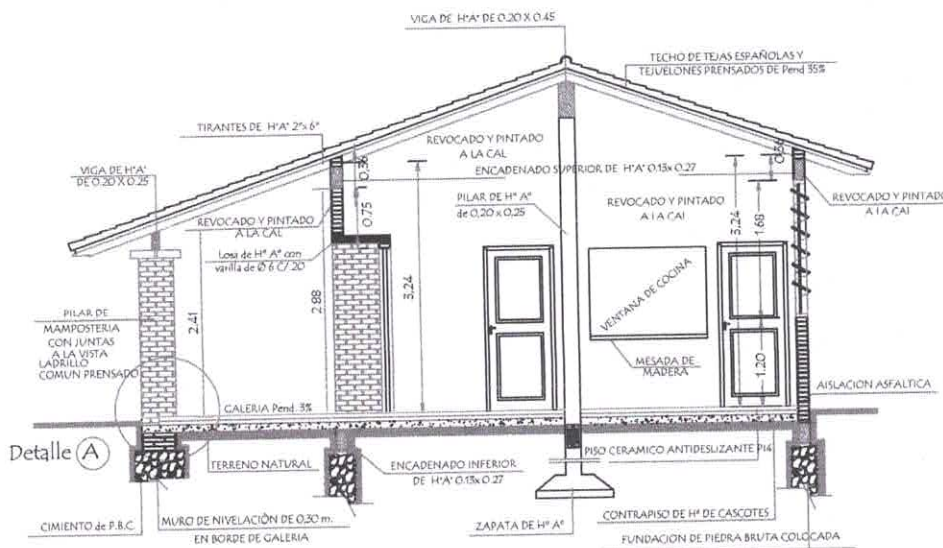 VIGA DE H°A° DE 0.20 X 0.45
TECHO DE TEJAS ESPAÑOLAS Y
TEJUELONES PRENSADOS DE Pend 35%
TIRANTES DE H°A° 2"x 6"
REVOCADO Y PINTADO
A LA CAL
VIGA DE H°A°
DE 0.20 X 0.25
0.36
ENCADENADO SUPERIOR DE H°A° 0.13x 0.27
0.36
REVOCADO Y PINTADO
A LA CAL
PILAR DE H° A°
de 0,20 x 0,25
REVOCADO Y PINTADO
A LA CAL
REVOCADO Y PINTADO
A LA CAL
0.75
3.24
1.68
Losa de H° A° con
varilla de Ø 6 C/ 20
2.88
3.24
2.41
VENTANA DE COCINA
PILAR DE
MAMPOSTERIA
CON JUNTAS
A LA VISTA
LADRILLO
COMUN PRENSADO
MESADA DE
MADERA
1.20
AISLACION ASFALTICA
GALERIA Pend. 3%
Detalle A
TERRENO NATURAL
ENCADENADO INFERIOR
DE H°A° 0.13x 0.27
PISO CERAMICO ANTIDESLIZANTE PI4
CIMIENTO de P.B.C.
MURO DE NIVELACIÓN DE 0.30 m.
EN BORDE DE GALERIA
ZAPATA DE H° A°
CONTRAPISO DE H° DE CASCOTES
FUNDACION DE PIEDRA BRUTA COLOCADA